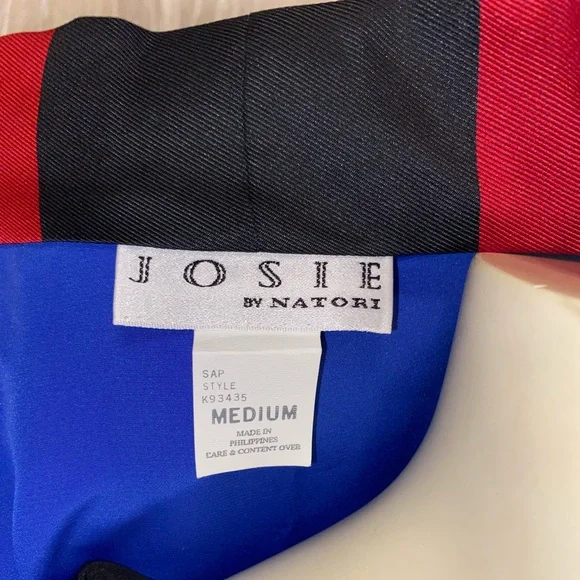 JOSIE
BY NATORI
SAP
STYLE
K93435
MEDIUM
MADE IN
PHILIPPINES
CARE & CONTENT OVER